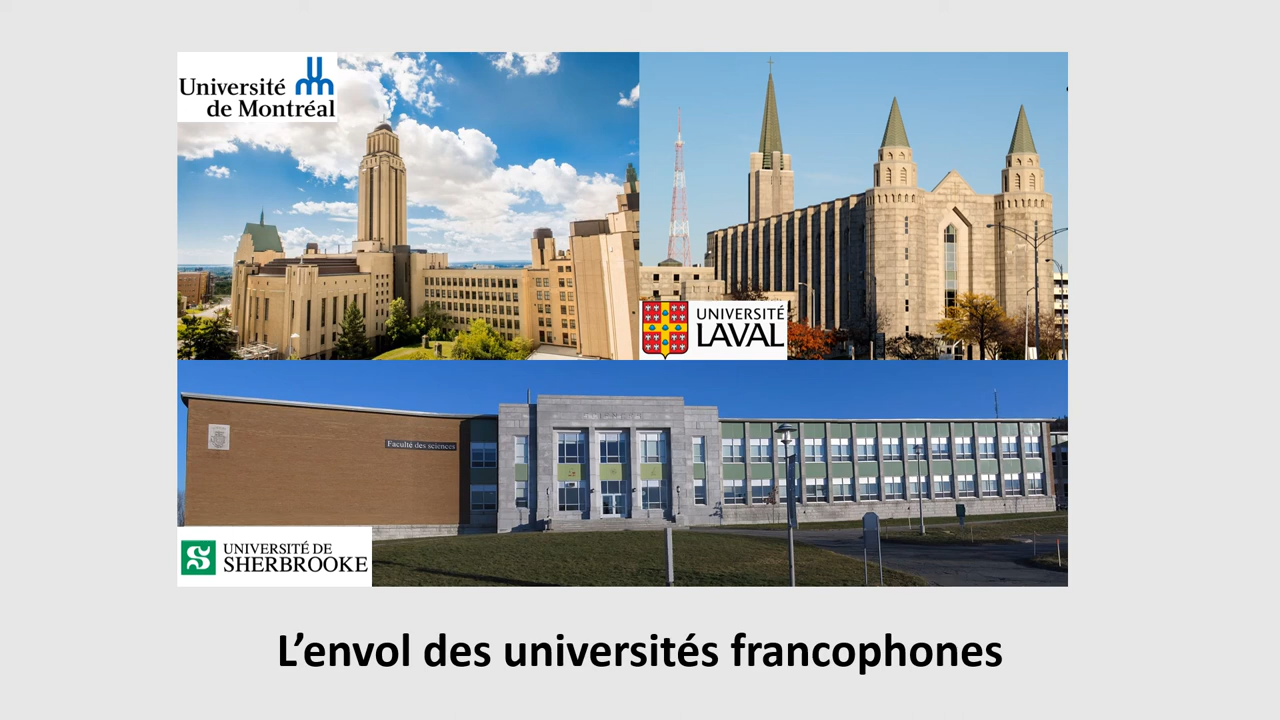 Université
de Montréal
UNIVERSITÉ
LAVAL
Faculté des sciences
UNIVERSITÉ DE
SHERBROOKE
L'envol des universités francophones